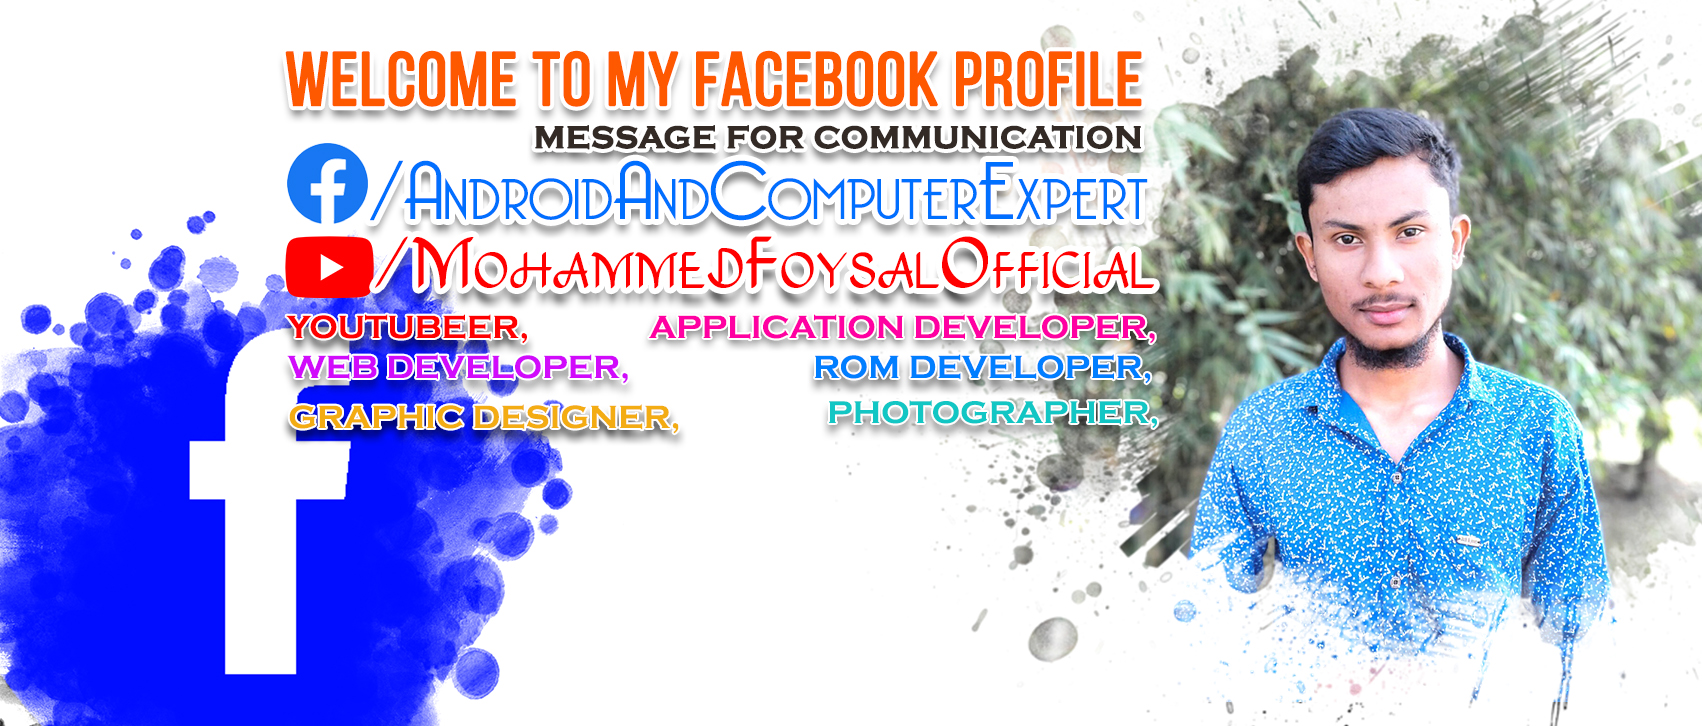 WELCOME TO MY FACEBOOK PROFILE
MESSAGE FOR COMMUNICATION
/ANDROIDANDCOMPUTEREXPERT
/MOHAMMEDFOYSALOFFICIAL
YOUTUBEER, APPLICATION DEVELOPER,
WEB DEVELOPER, ROM DEVELOPER,
GRAPHIC DESIGNER, PHOTOGRAPHER,